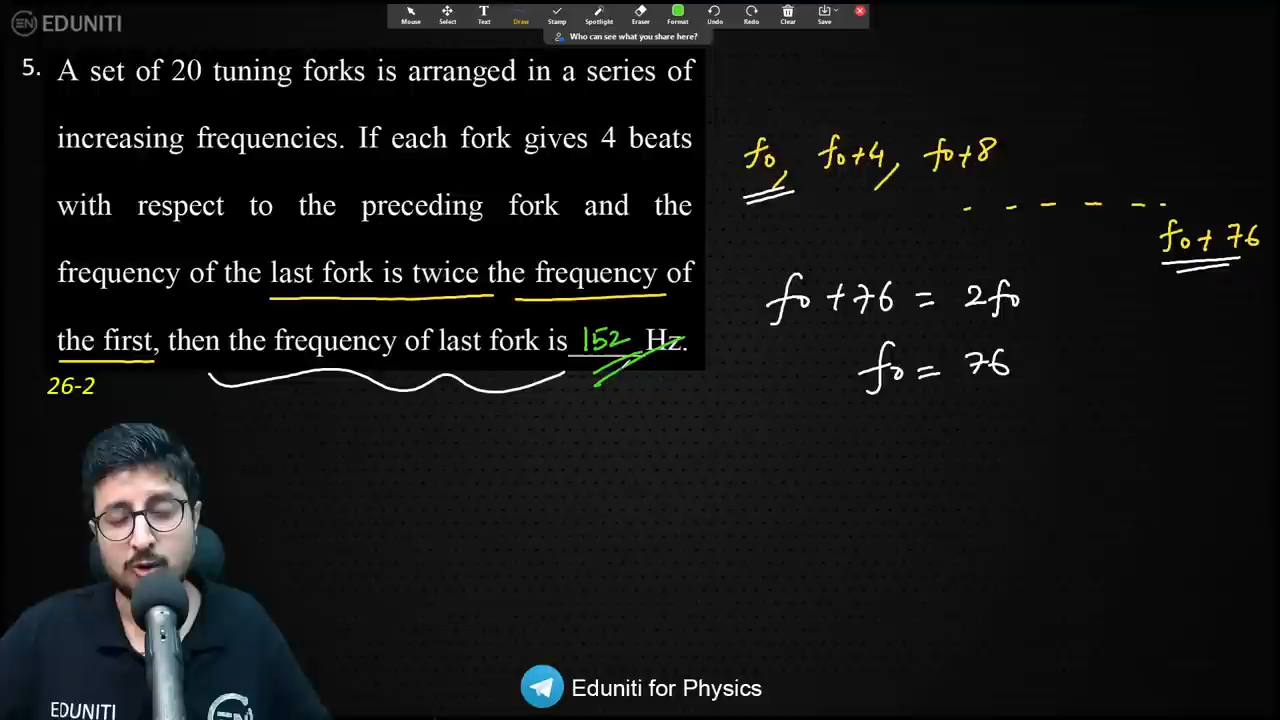 EDUNITI
Mouse Select Text Draw Stamp Spotlight Eraser Format Undo Redo Clear Save
Who can see what you share here?
5. A set of 20 tuning forks is arranged in a series of
increasing frequencies. If each fork gives 4 beats
with respect to the preceding fork and the
frequency of the last fork is twice the frequency of
the first, then the frequency of last fork is 152 Hz.
26-2
f0, f0+4, f0+8
- - - - - -
f0+76
f0+76 = 2f0
f0 = 76
EDUNITI
EN
Eduniti for Physics